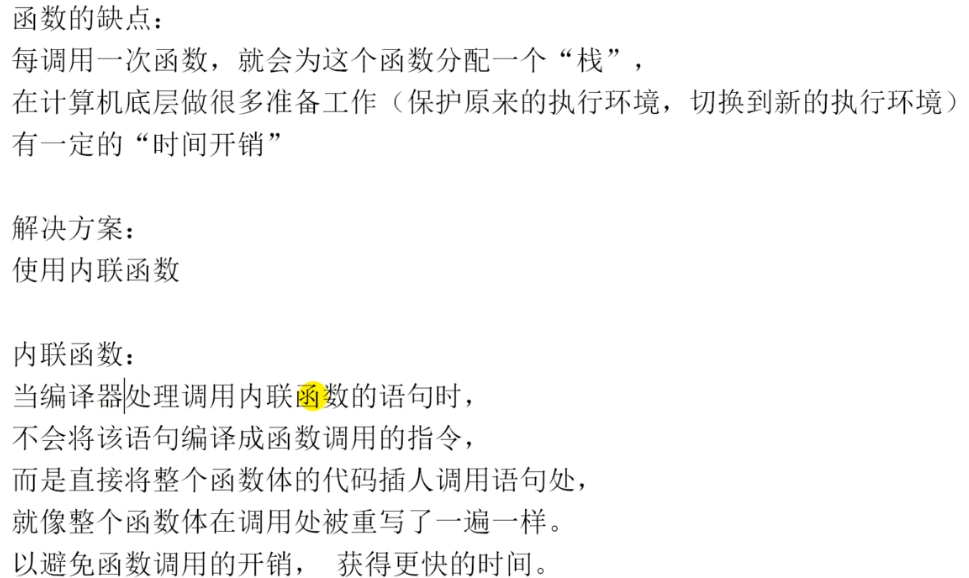 函数的缺点：
每调用一次函数，就会为这个函数分配一个“栈”，
在计算机底层做很多准备工作（保护原来的执行环境，切换到新的执行环境）
有一定的“时间开销”
解决方案：
使用内联函数
内联函数：
当编译器处理调用内联函数的语句时，
不会将该语句编译成函数调用的指令，
而是直接将整个函数体的代码插人调用语句处，
就像整个函数体在调用处被重写了一遍一样。
以避免函数调用的开销， 获得更快的时间。